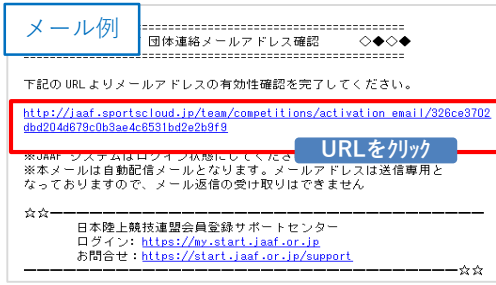 メール例
団体連絡メールアドレス確認 ◇◆◇◆
下記のURLよりメールアドレスの有効性確認を完了してください。
http://jaaf.sportscloud.jp/team/competitions/activation_email/326ce3702
dbd204d679c0b3ae4c6531bd2e2b9f9
URLをクリック
※JAAF システムはログイン状態にしてくださ
※本メールは自動配信メールとなります。メールアドレスは送信専用と
なっておりますので、メール返信の受け取りはできません
☆☆━━━━━━━━━━━━━━━━━━━━━━━━━━━━━━
日本陸上競技連盟会員登録サポートセンター
ログイン: https://my.start.jaaf.or.jp
お問合せ：https://start.jaaf.or.jp/support
━━━━━━━━━━━━━━━━━━━━━━━━━━━━━━☆☆